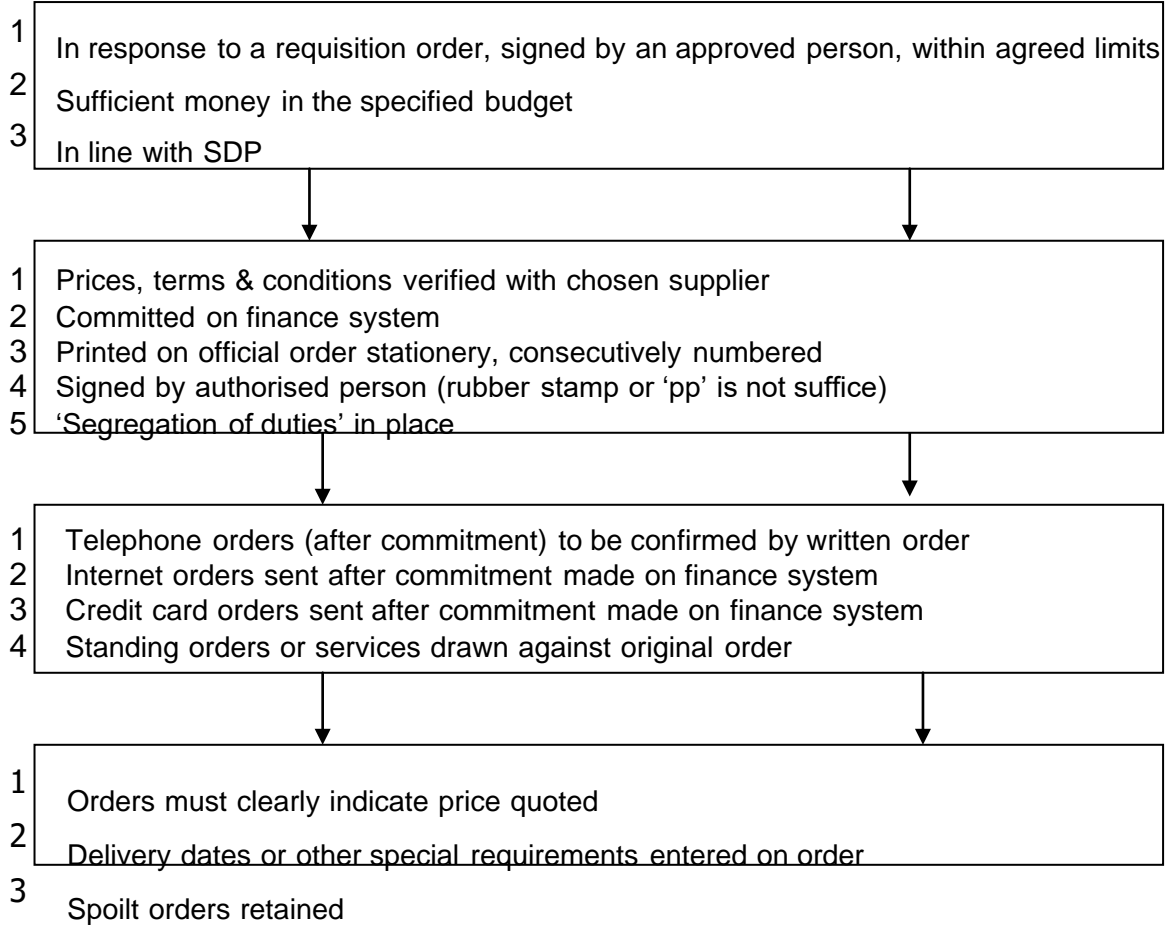 1 In response to a requisition order, signed by an approved person, within agreed limits
2 Sufficient money in the specified budget
3 In line with SDP
1 Prices, terms & conditions verified with chosen supplier
2 Committed on finance system
3 Printed on official order stationery, consecutively numbered
4 Signed by authorised person (rubber stamp or ‘pp’ is not suffice)
5 ‘Segregation of duties’ in place
1 Telephone orders (after commitment) to be confirmed by written order
2 Internet orders sent after commitment made on finance system
3 Credit card orders sent after commitment made on finance system
4 Standing orders or services drawn against original order
1 Orders must clearly indicate price quoted
2 Delivery dates or other special requirements entered on order
3 Spoilt orders retained